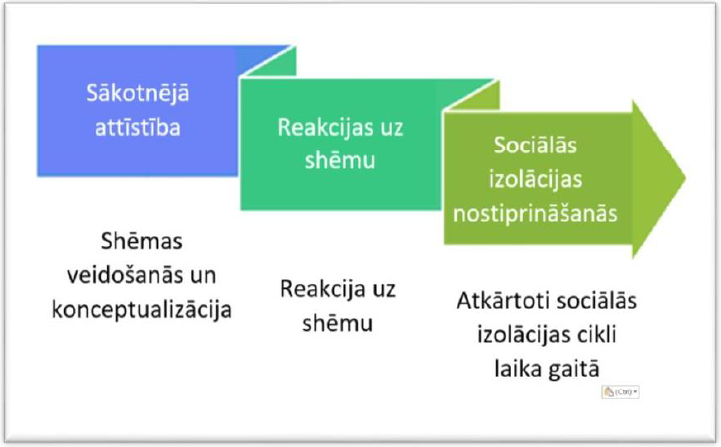 Sākotnējā
attīstība
Reakcijas uz
shēmu
Sociālās
izolācijas
nostiprināšanās
Shēmas
veidošanās un
konceptualizācija
Reakcija uz
shēmu
Atkārtoti sociālās
izolācijas cikli
laika gaitā
(Ctrl)